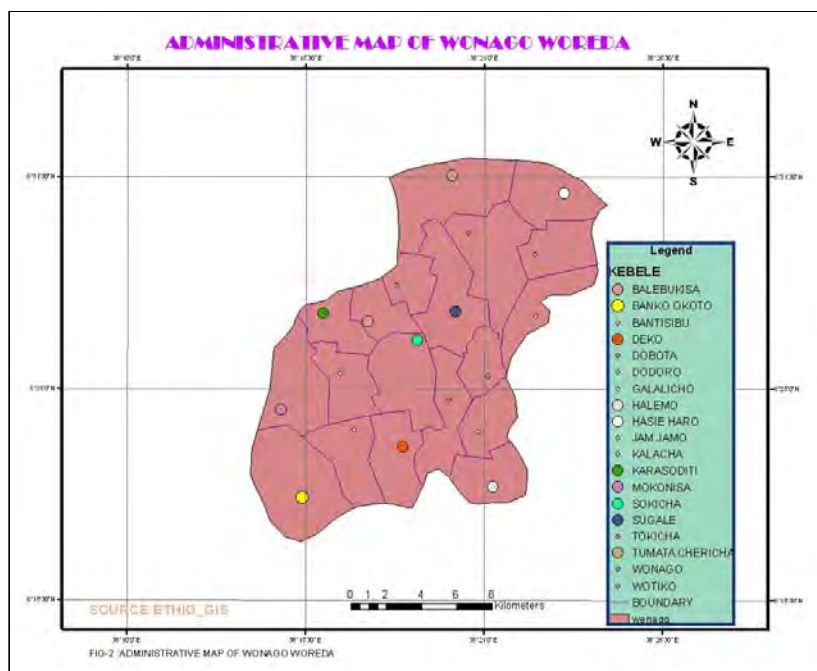 ADMINISTRATIVE MAP OF WONAGO WOREDA
N
W
E
S
Legend
KEBELE
BALEBUKISA
BANKO OKOTO
BANTISIBU
DEKO
DOBOTA
DODORO
GALALICHO
HALEMO
HASIE HARO
JAMJAMO
KALACHA
KARASODITI
MOKONISA
SOKICHA
SUGALE
TOKICHA
TUMATA CHERICHA
WONAGO
WOTIKO
BOUNDARY
wonago
0 1 2 4 6 8
Kilometers
SOURCE:ETHIO_GIS
FIG-2 ADMINISTRATIVE MAP OF WONAGO WOREDA